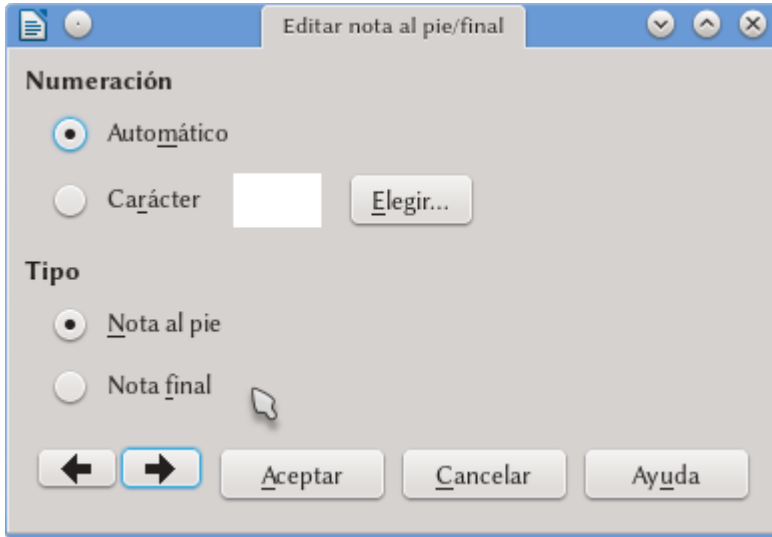 Editar nota al pie/final
Numeración
Automático
Carácter Elegir...
Tipo
Nota al pie
Nota final
Aceptar Cancelar Ayuda